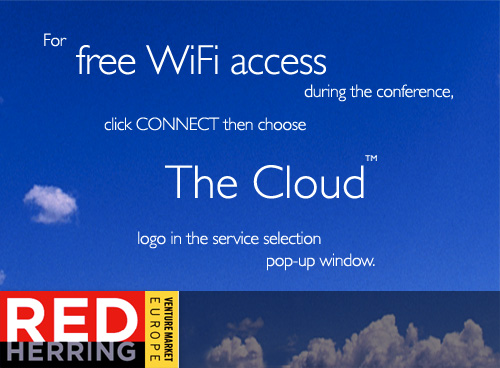 For
free WiFi access
during the conference,
click CONNECT then choose
The Cloud™
logo in the service selection
pop-up window.
RED
HERRING
VENTURE MARKET
EUROPE